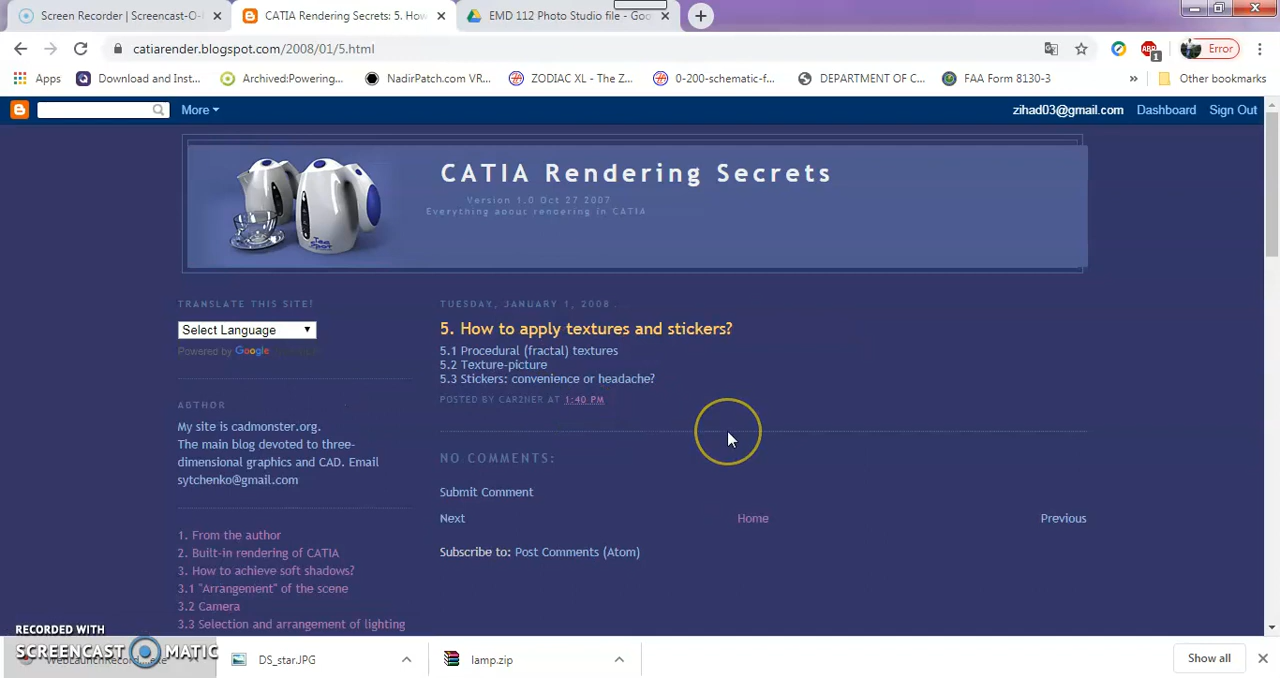 Screen Recorder | Screencast-O-
CATIA Rendering Secrets: 5. How
EMD 112 Photo Studio file - Goo
catiarender.blogspot.com/2008/01/5.html
ABP
1
Error
Apps
Download and Inst...
Archived:Powering...
NadirPatch.com VR...
ZODIAC XL - The Z...
0-200-schematic-f...
DEPARTMENT OF C...
FAA Form 8130-3
»
Other bookmarks
More
zihad03@gmail.com
Dashboard
Sign Out
CATIA Rendering Secrets
Version 1.0 Oct 27 2007
Everything about rendering in CATIA
TRANSLATE THIS SITE!
Select Language
Powered by Google
TUESDAY, JANUARY 1, 2008 .
5. How to apply textures and stickers?
5.1 Procedural (fractal) textures
5.2 Texture-picture
5.3 Stickers: convenience or headache?
POSTED BY CAR2NER AT 1:40 PM
ABTHOR
My site is cadmonster.org.
The main blog devoted to three-
dimensional graphics and CAD. Email
sytchenko@gmail.com
NO COMMENTS:
Submit Comment
Next
Home
Previous
Subscribe to: Post Comments (Atom)
1. From the author
2. Built-in rendering of CATIA
3. How to achieve soft shadows?
3.1 "Arrangement" of the scene
3.2 Camera
3.3 Selection and arrangement of lighting
RECORDED WITH
SCREENCAST MATIC
WebLaunchRecord....exe
DS_star.JPG
lamp.zip
Show all